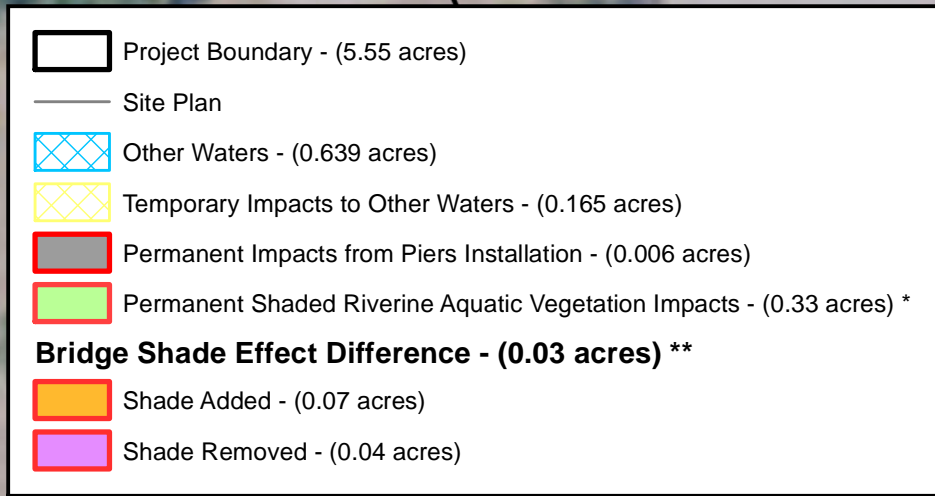 Project Boundary - (5.55 acres)
Site Plan
Other Waters - (0.639 acres)
Temporary Impacts to Other Waters - (0.165 acres)
Permanent Impacts from Piers Installation - (0.006 acres)
Permanent Shaded Riverine Aquatic Vegetation Impacts - (0.33 acres) *
Bridge Shade Effect Difference - (0.03 acres) **
Shade Added - (0.07 acres)
Shade Removed - (0.04 acres)